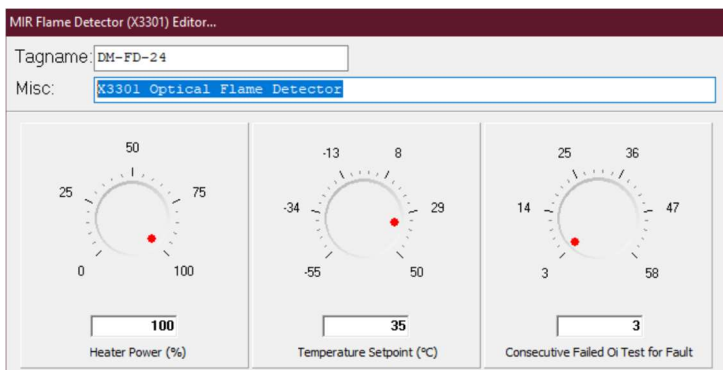 MIR Flame Detector (X3301) Editor...
Tagname: DM-FD-24
Misc: X3301 Optical Flame Detector
50
25 75
0 100
100
Heater Power (%)
-13 8
-34 29
-55 50
35
Temperature Setpoint (ºC)
25 36
14 47
3 58
3
Consecutive Failed Oi Test for Fault